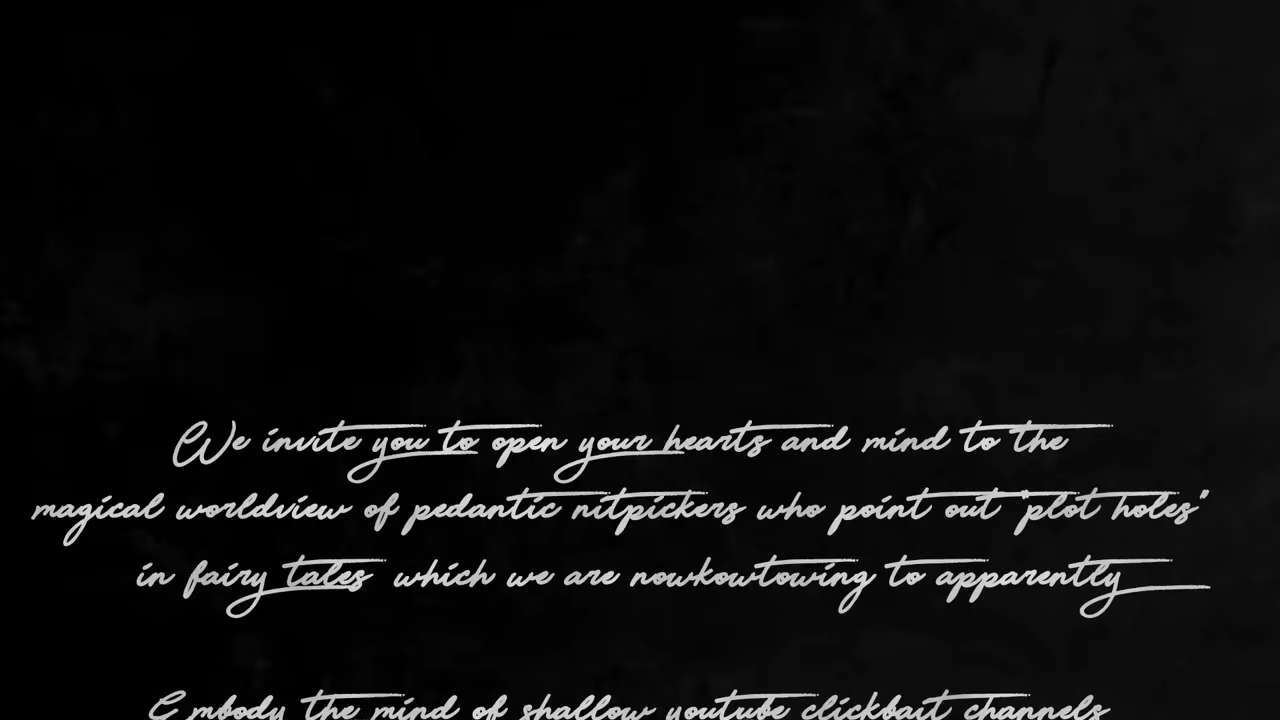 We invite you to open your hearts and mind to the
magical worldview of pedantic nitpickers who point out "plot holes"
in fairy tales which we are nowkowtowing to apparently
Embody the mind of shallow youtube clickbait channels